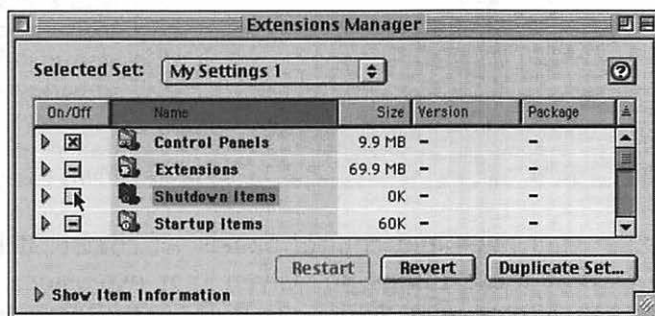 Extensions Manager
Selected Set: My Settings 1
On/Off Name Size Version Package
Control Panels 9.9 MB – –
Extensions 69.9 MB – –
Shutdown Items 0K – –
Startup Items 60K – –
Restart Revert Duplicate Set...
Show Item Information